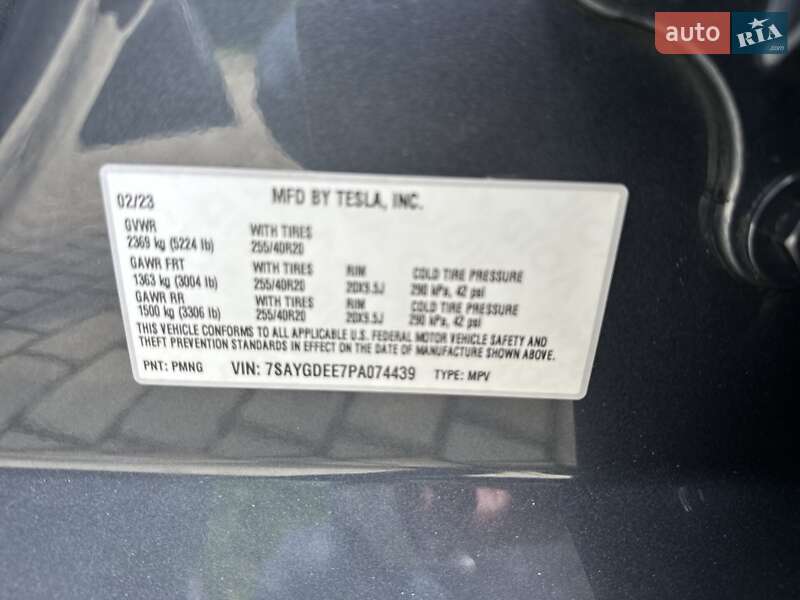 auto RIA.com
02/23 MFD BY TESLA, INC.
GVWR WITH TIRES
2369 kg (5224 lb) 255/40R20
GAWR FRT WITH TIRES RIM COLD TIRE PRESSURE
1363 kg (3004 lb) 255/40R20 20X9.5J 290 kPa, 42 psi
GAWR RR WITH TIRES RIM COLD TIRE PRESSURE
1500 kg (3306 lb) 255/40R20 20X9.5J 290 kPa, 42 psi
THIS VEHICLE CONFORMS TO ALL APPLICABLE U.S. FEDERAL MOTOR VEHICLE SAFETY AND
THEFT PREVENTION STANDARDS IN EFFECT ON THE DATE OF MANUFACTURE SHOWN ABOVE.
PNT: PMNG VIN: 7SAYGDEE7PA074439 TYPE: MPV